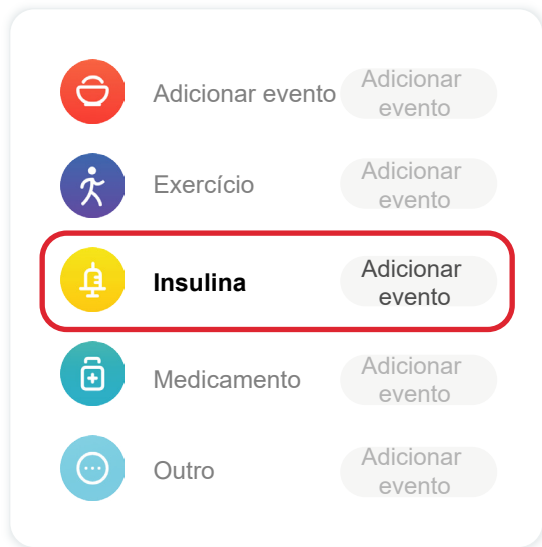 Adicionar evento
Adicionar
evento
Exercício
Adicionar
evento
Insulina
Adicionar
evento
Medicamento
Adicionar
evento
Outro
Adicionar
evento